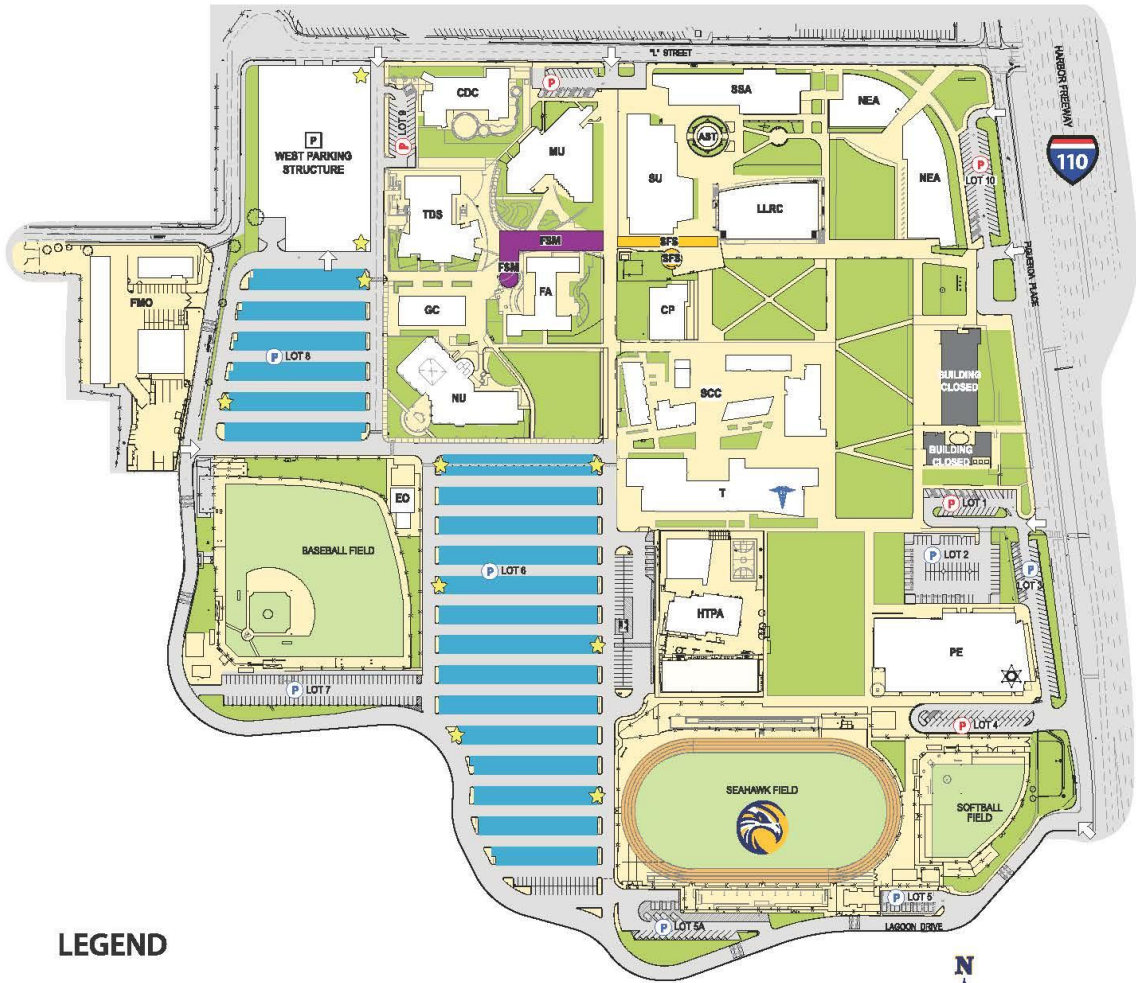 "L" STREET
HARBOR FREEWAY
110
P
WEST PARKING
STRUCTURE
P
LOT 9
CDC
P
MU
SSA
AST
SU
LLRC
NEA
NEA
P
LOT 10
TDS
FSM
FSM
SFS
SFS
FIGUEROA PLACE
FMO
GC
FA
CP
P LOT 8
NU
SCC
BUILDING
CLOSED
BUILDING
CLOSED
EO
T
P LOT 1
BASEBALL FIELD
P LOT 6
P LOT 2
P
LOT 3
HTPA
PE
P LOT 7
P LOT 4
SEAHAWK FIELD
SOFTBALL
FIELD
P LOT 5
P LOT 5A
LAGOON DRIVE
LEGEND
N